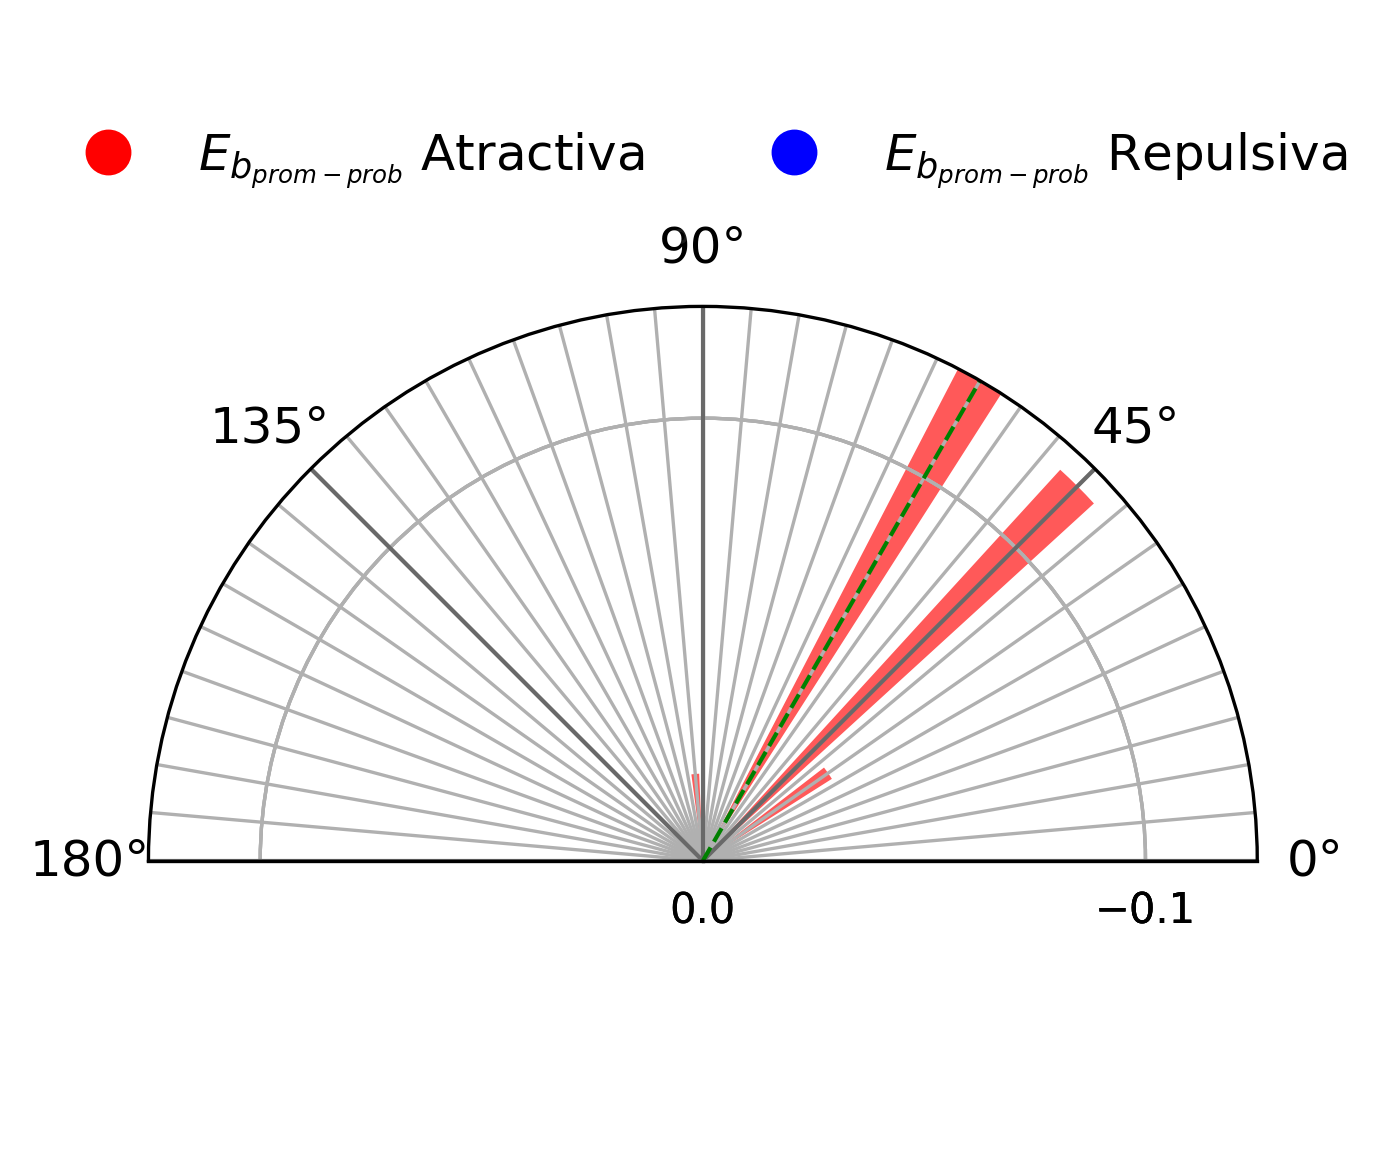 E_{b_{prom-prob}} Atractiva E_{b_{prom-prob}} Repulsiva
90°
135° 45°
180° 0°
0.0 −0.1